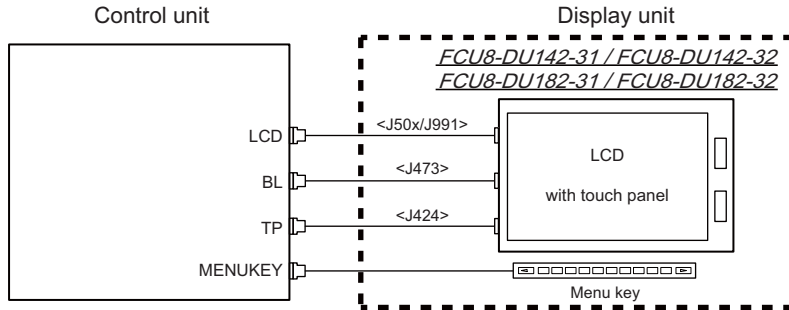 Control unit
Display unit
FCU8-DU142-31 / FCU8-DU142-32
FCU8-DU182-31 / FCU8-DU182-32
LCD
<J50x/J991>
BL
<J473>
TP
<J424>
MENUKEY
LCD
with touch panel
Menu key